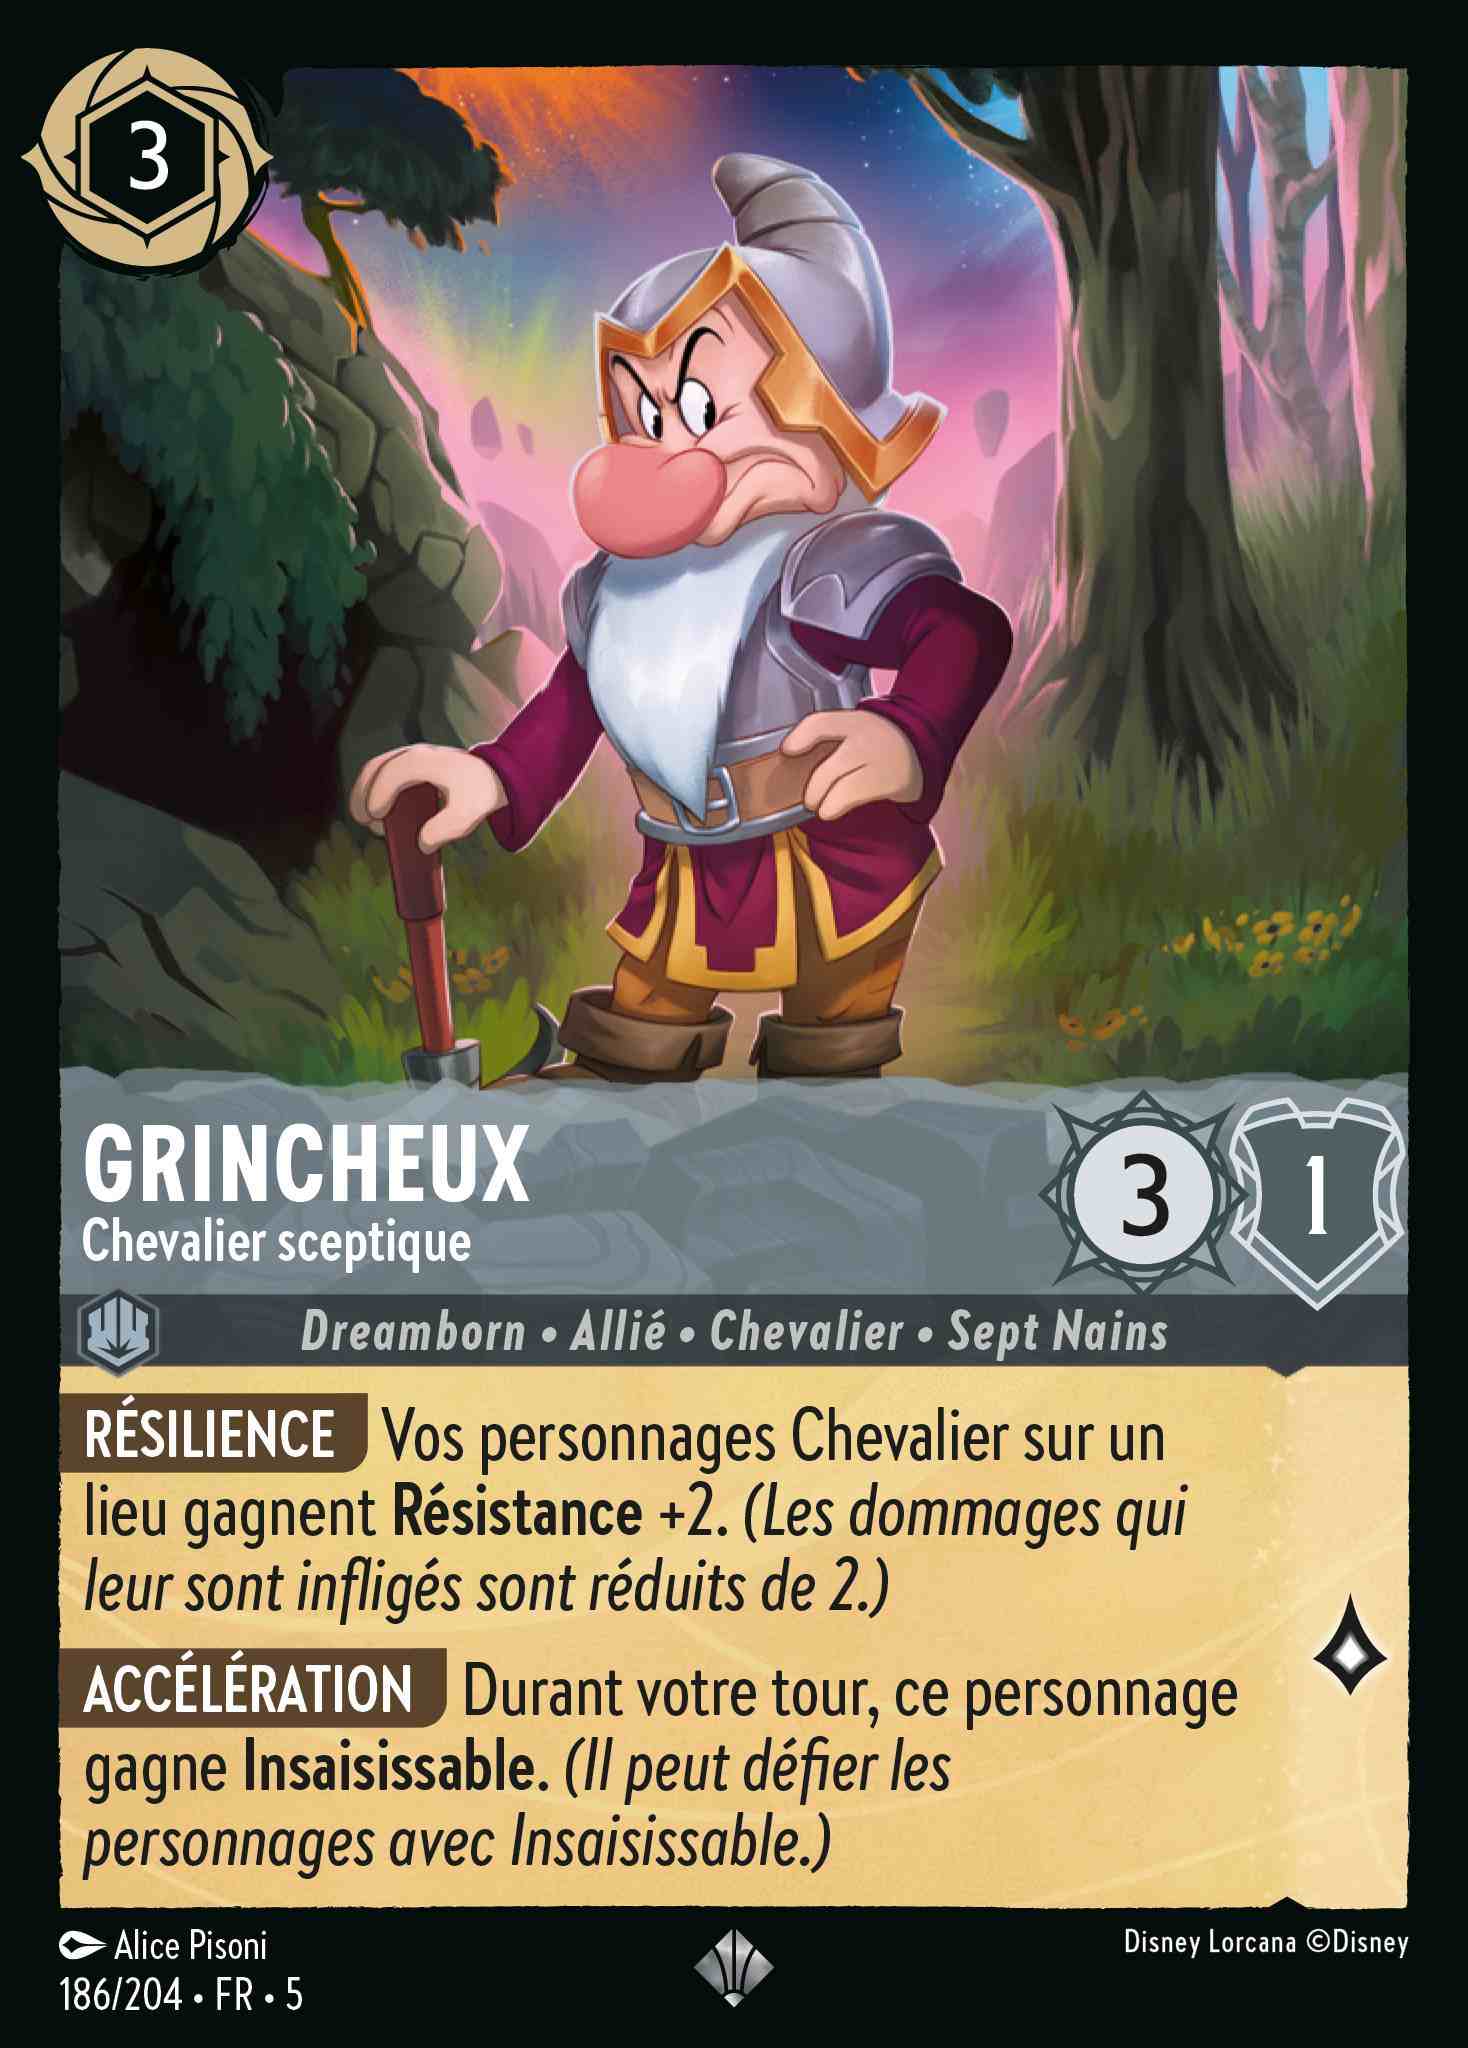 3
GRINCHEUX
Chevalier sceptique
3
1
Dreamborn • Allié • Chevalier • Sept Nains
RÉSILIENCE Vos personnages Chevalier sur un
lieu gagnent Résistance +2. (Les dommages qui
leur sont infligés sont réduits de 2.)
ACCÉLÉRATION Durant votre tour, ce personnage
gagne Insaisissable. (Il peut défier les
personnages avec Insaisissable.)
Alice Pisoni
Disney Lorcana ©Disney
186/204 • FR • 5